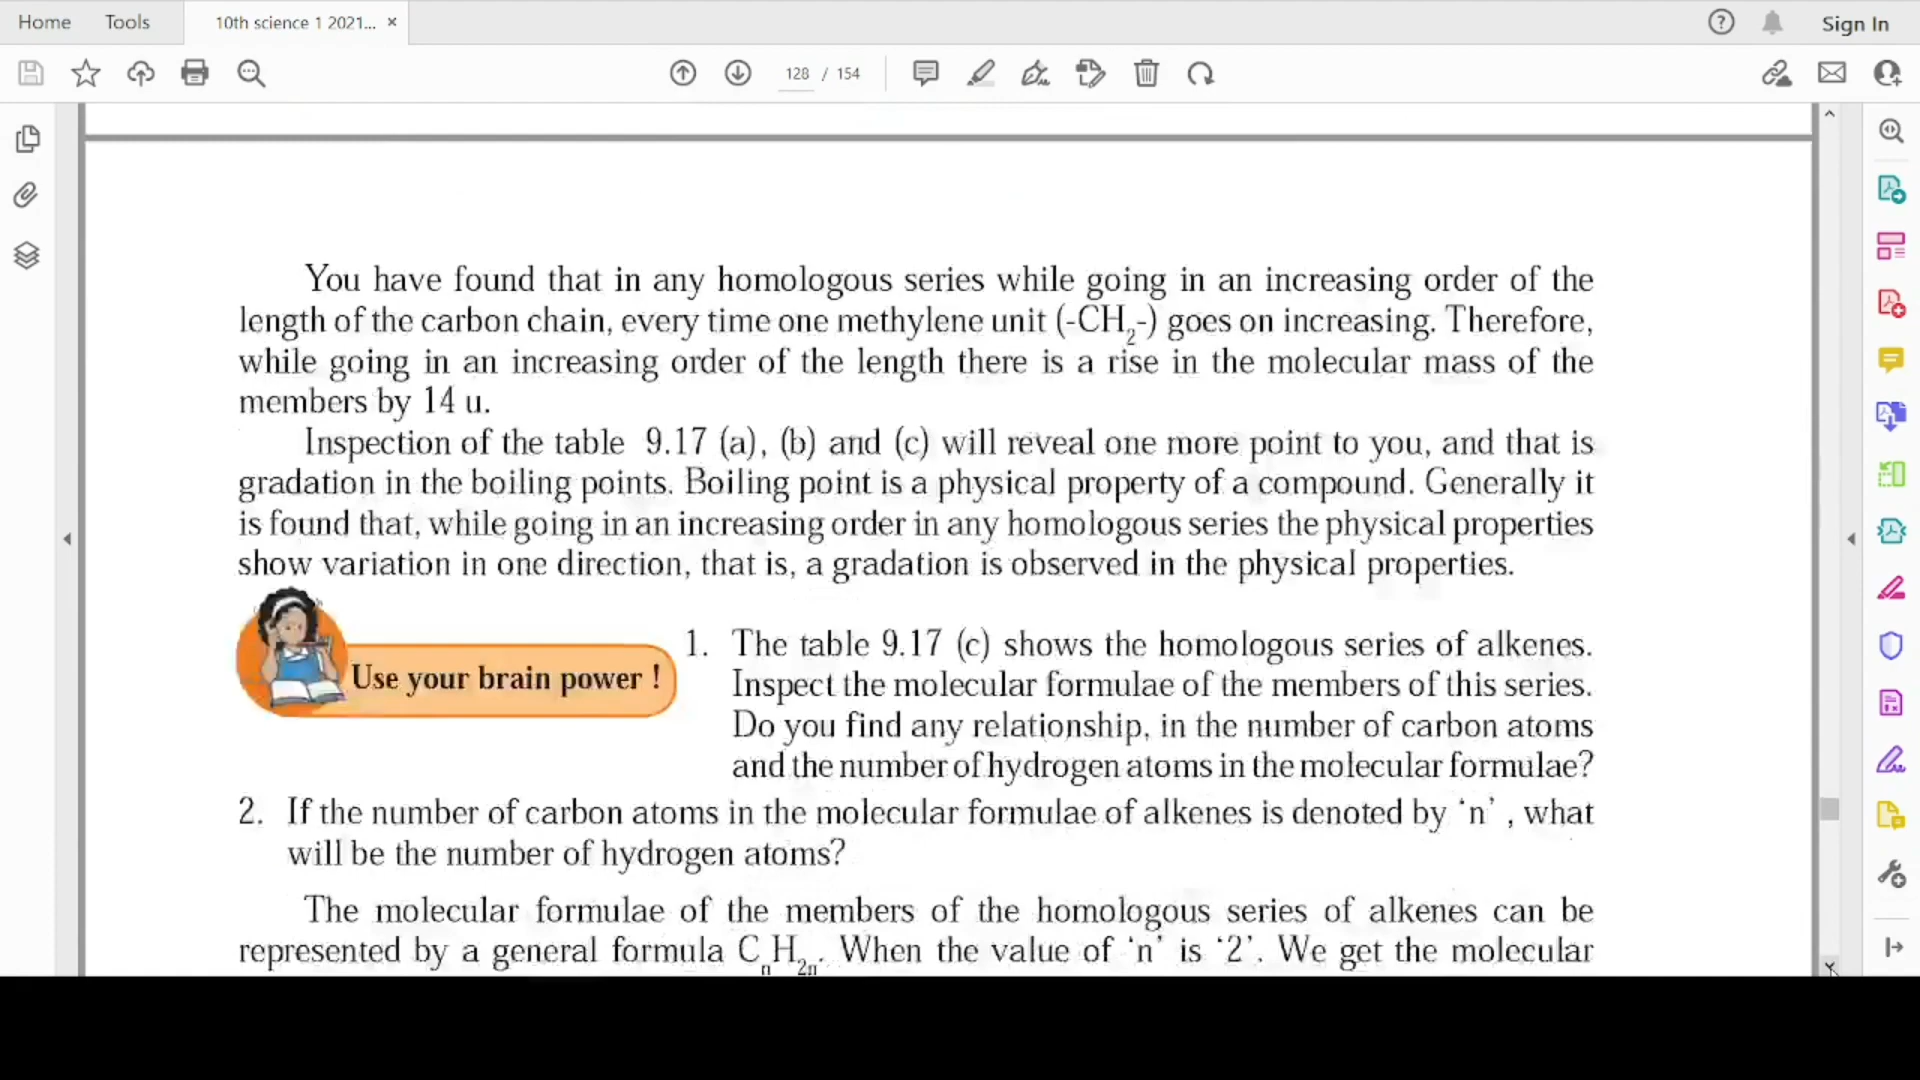 Home Tools 10th science 1 2021... × Sign In
128 / 154
You have found that in any homologous series while going in an increasing order of the
length of the carbon chain, every time one methylene unit (-CH₂-) goes on increasing. Therefore,
while going in an increasing order of the length there is a rise in the molecular mass of the
members by 14 u.
Inspection of the table 9.17 (a), (b) and (c) will reveal one more point to you, and that is
gradation in the boiling points. Boiling point is a physical property of a compound. Generally it
is found that, while going in an increasing order in any homologous series the physical properties
show variation in one direction, that is, a gradation is observed in the physical properties.
Use your brain power !
1. The table 9.17 (c) shows the homologous series of alkenes.
Inspect the molecular formulae of the members of this series.
Do you find any relationship, in the number of carbon atoms
and the number of hydrogen atoms in the molecular formulae?
2. If the number of carbon atoms in the molecular formulae of alkenes is denoted by ‘n’ , what
will be the number of hydrogen atoms?
The molecular formulae of the members of the homologous series of alkenes can be
represented by a general formula CₙH₂ₙ. When the value of ‘n’ is ‘2’. We get the molecular